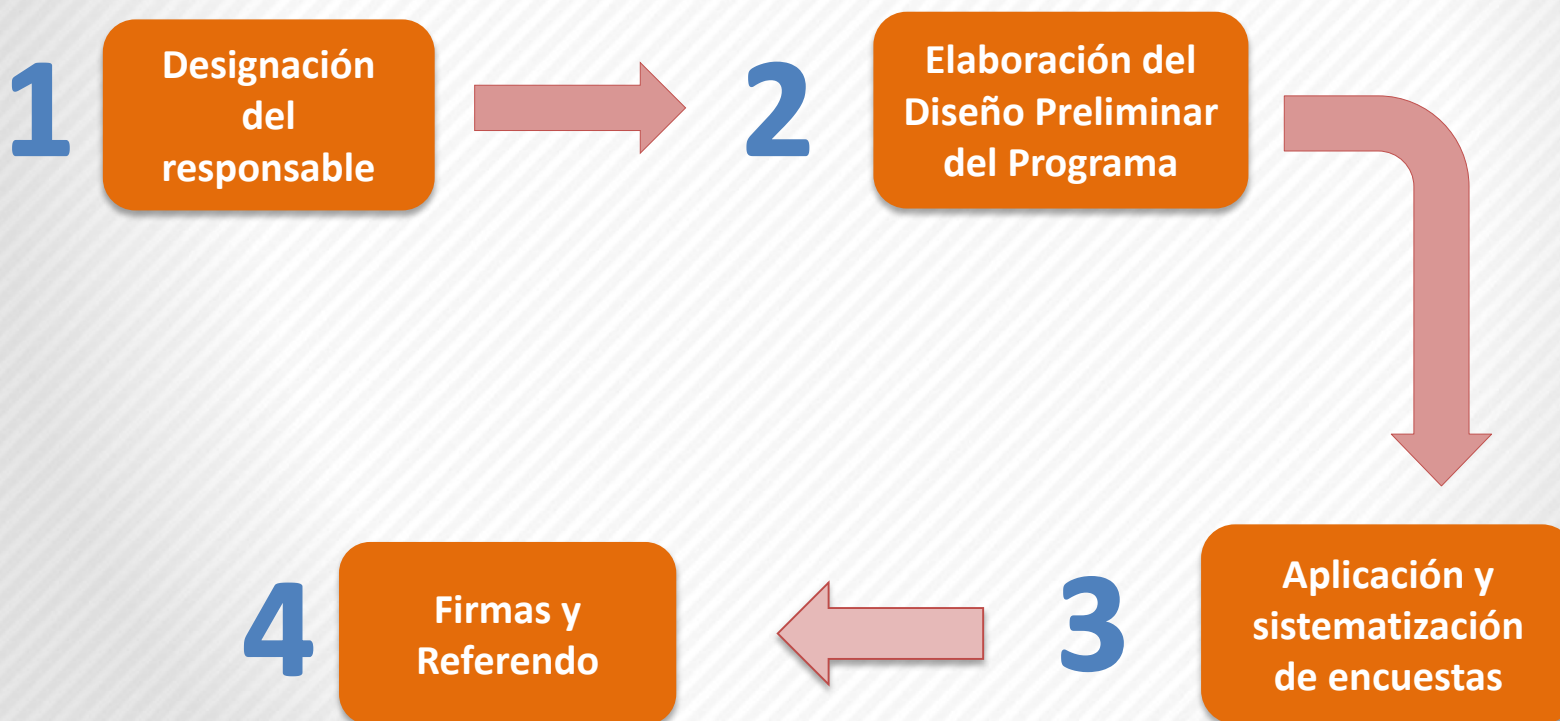 1
Designación
del
responsable
2
Elaboración del
Diseño Preliminar
del Programa
3
Aplicación y
sistematización
de encuestas
4
Firmas y
Referendo